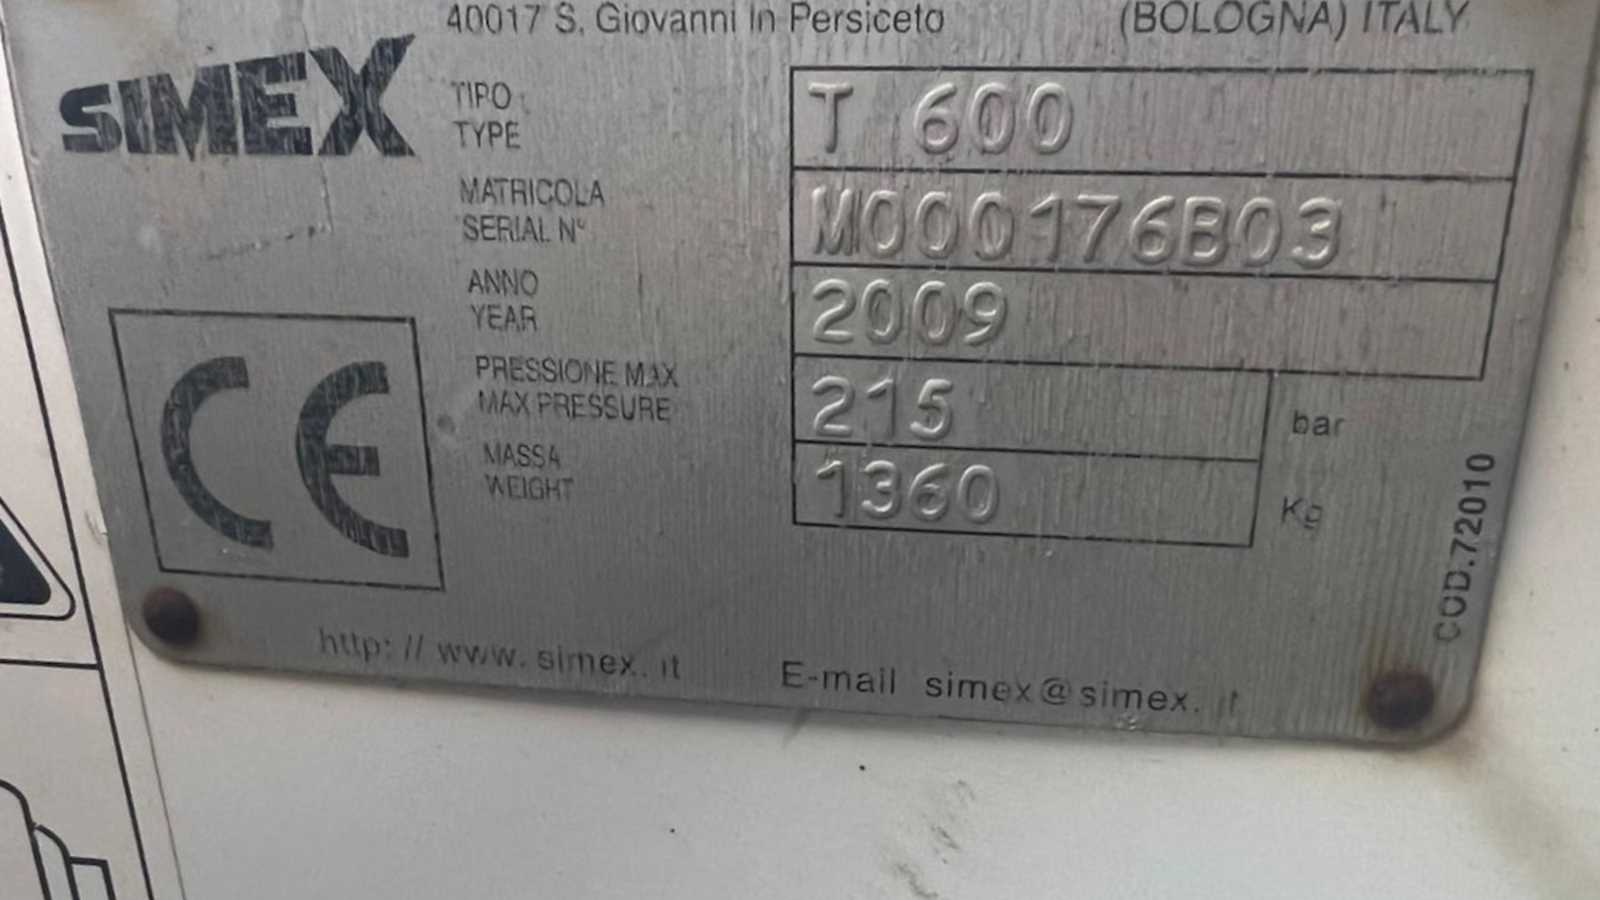 40017 S. Giovanni In Persiceto (BOLOGNA) ITALY
SIMEX
TIPO
TYPE
T 600
MATRICOLA
SERIAL N°
M000176B03
ANNO
YEAR
2009
PRESSIONE MAX
MAX PRESSURE
215 bar
MASSA
WEIGHT
1360 Kg
CE
COD.72010
http://www.simex.it
E-mail simex@simex.it